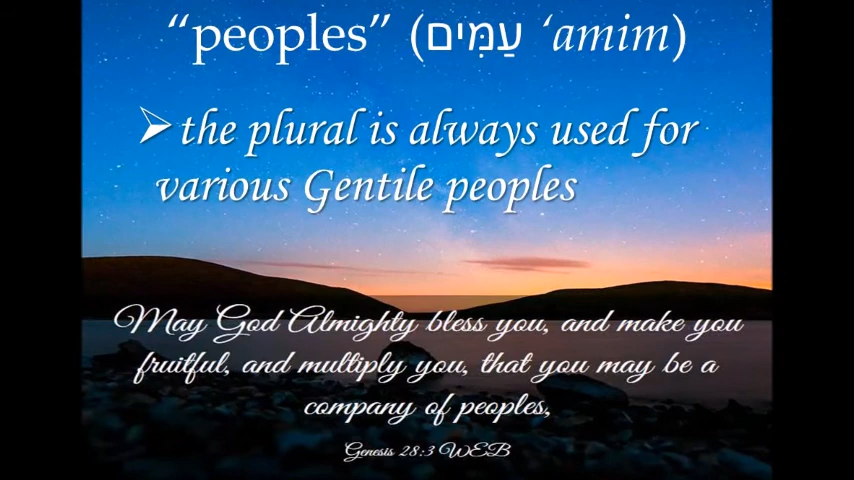 “peoples” (עַמִּים ‘amim)
➢ the plural is always used for
various Gentile peoples
May God Almighty bless you, and make you
fruitful, and multiply you, that you may be a
company of peoples,
Genesis 28:3 WEB